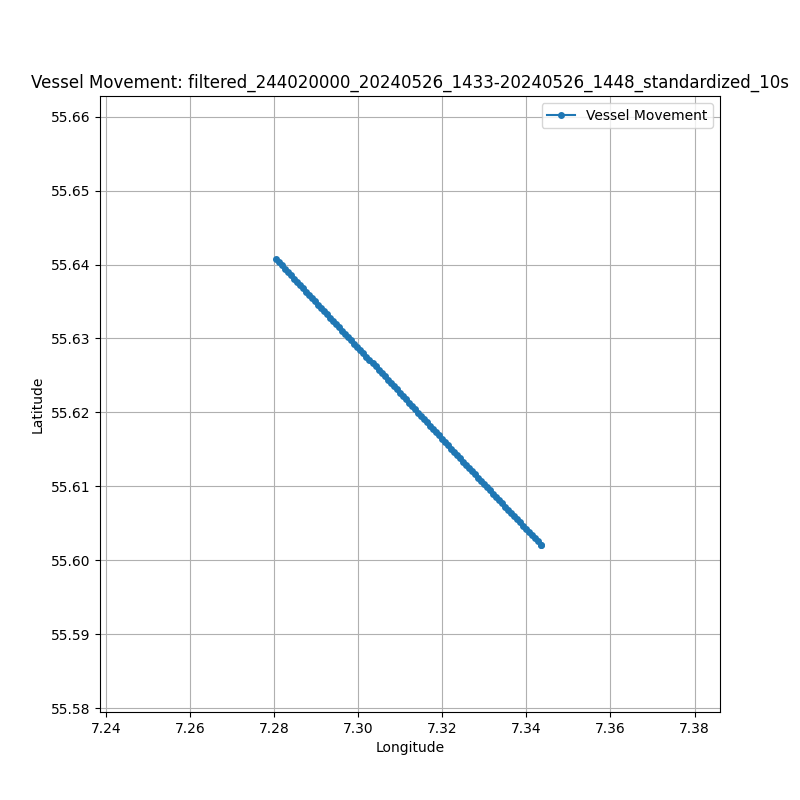 Vessel Movement: filtered_244020000_20240526_1433-20240526_1448_standardized_10s
Vessel Movement
55.66
55.65
55.64
55.63
55.62
55.61
55.60
55.59
55.58
Latitude
7.24 7.26 7.28 7.30 7.32 7.34 7.36 7.38
Longitude